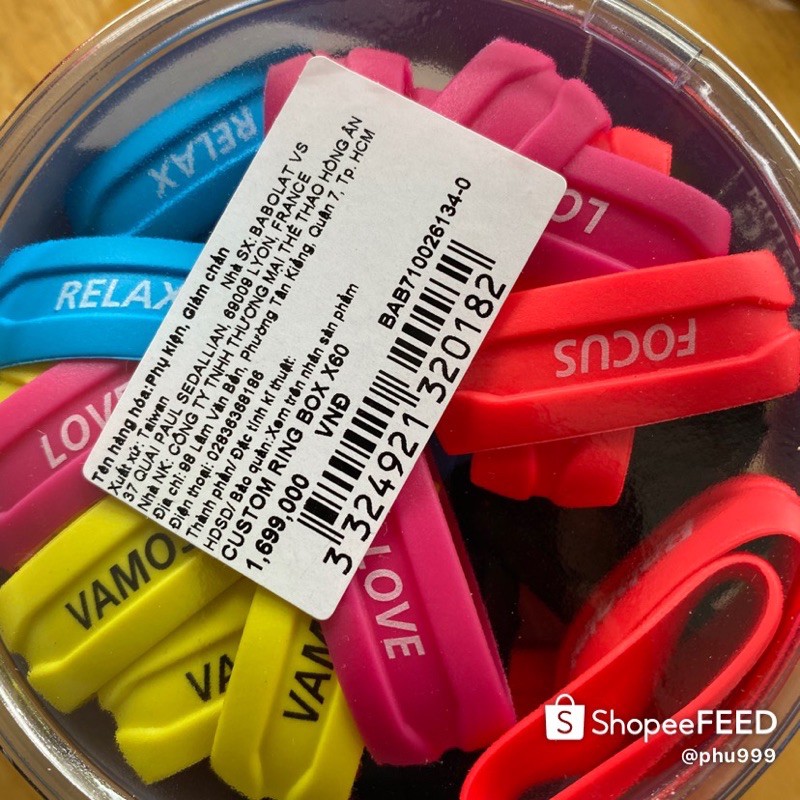 RELAX
RELAX
LO
FOCUS
LOVE
VAMOS
VA
VAM
LOVE
Tên hàng hóa: Phụ kiện, Giảm chấn
Xuất xứ: Taiwan Nhà SX: BABOLAT VS
37 QUAI PAUL SEDALLIAN, 69009 LYON, FRANCE
Nhà NK: CÔNG TY TNHH THƯƠNG MẠI THỂ THAO HỒNG ÂN
Địa chỉ: 98 Lâm Văn Bền, Phường Tân Kiểng, Quận 7, Tp. HCM
Điện thoại: 02836368186
Thành phần/ Đặc tính kĩ thuật:
HDSD/ Bảo quản: Xem trên nhãn sản phẩm
CUSTOM RING BOX X60
1,699,000 VNĐ BAB710026134-0
3 324921 320182
ShopeeFEED
@phu999